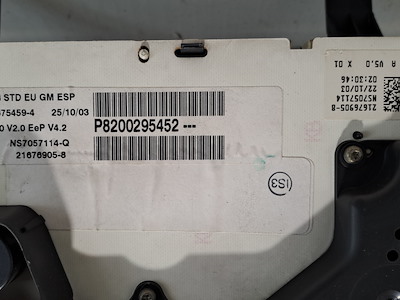 STD EU GM ESP
75459-4 25/10/03
0 V2.0 EeP V4.2
P8200295452 ---
NS7057114-Q
21676905-8
IS3
A V5.0 X 01
02:30:46
22/10/03
NS7057114
21676905-8